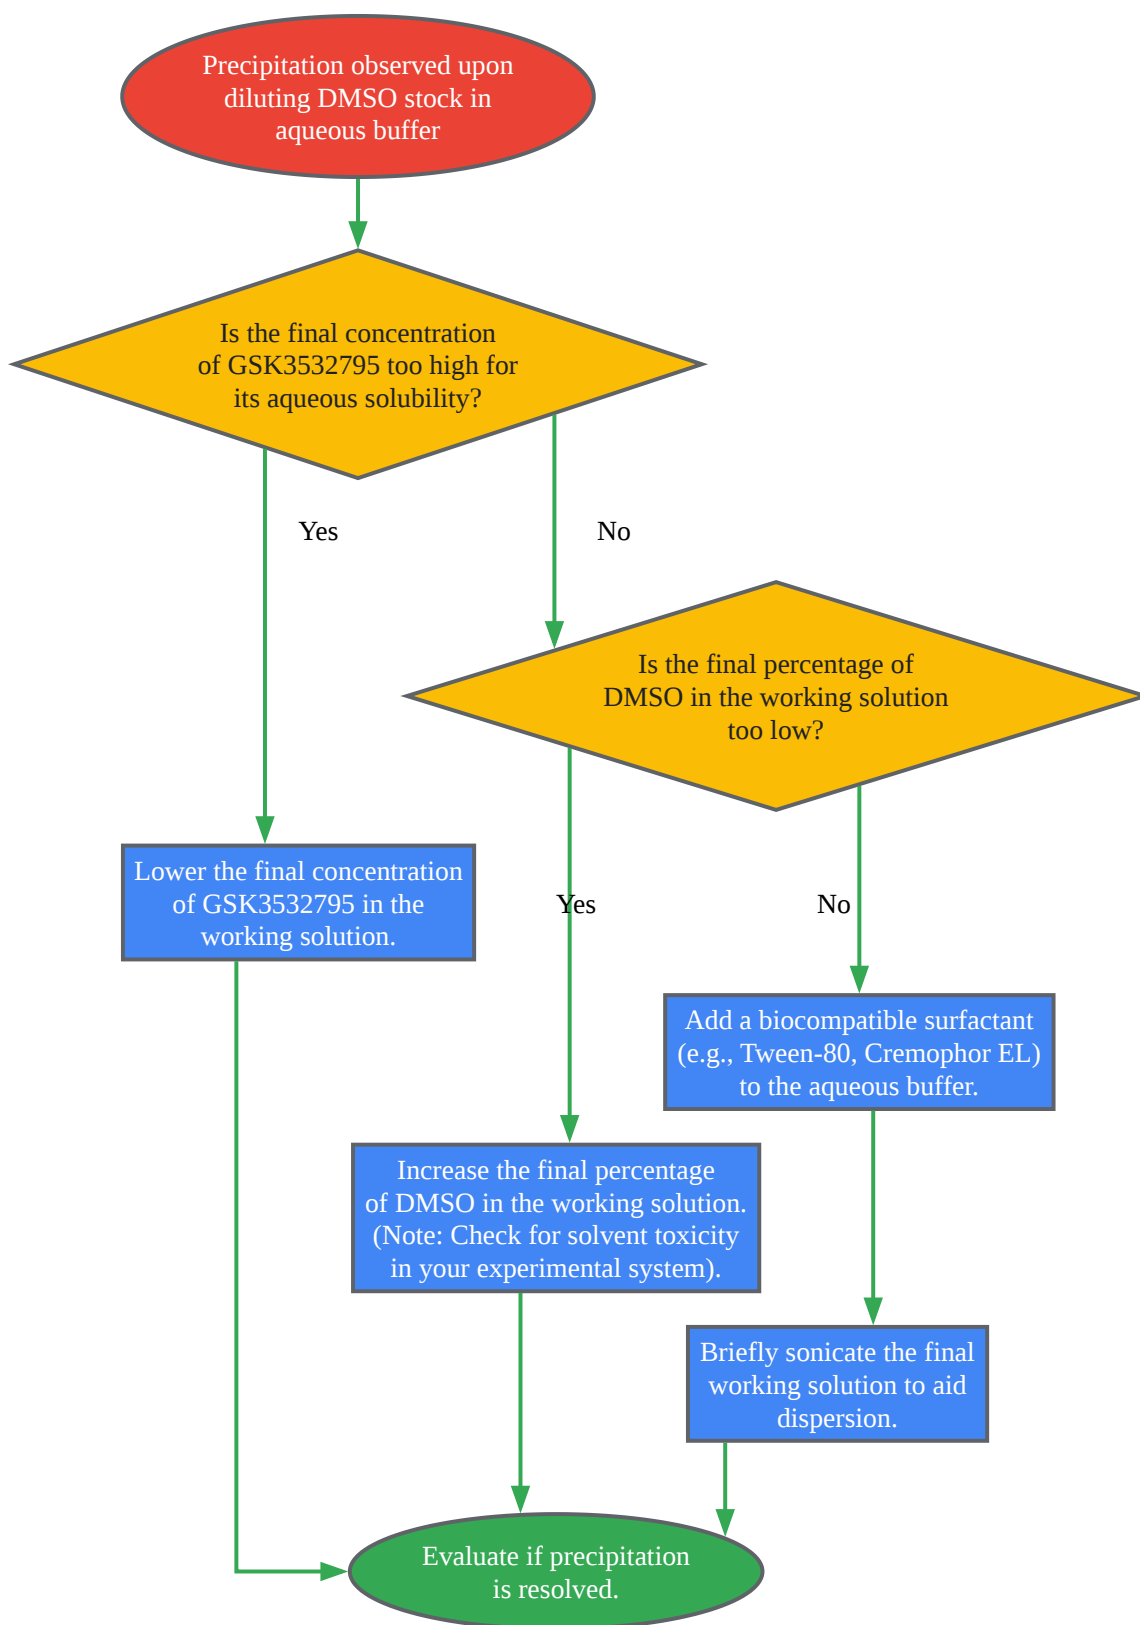 Precipitation observed upon
diluting DMSO stock in
aqueous buffer
Is the final concentration
of GSK3532795 too high for
its aqueous solubility?
Yes
No
Is the final percentage of
DMSO in the working solution
too low?
Lower the final concentration
of GSK3532795 in the
working solution.
Yes
No
Add a biocompatible surfactant
(e.g., Tween-80, Cremophor EL)
to the aqueous buffer.
Increase the final percentage
of DMSO in the working solution.
(Note: Check for solvent toxicity
in your experimental system).
Briefly sonicate the final
working solution to aid
dispersion.
Evaluate if precipitation
is resolved.